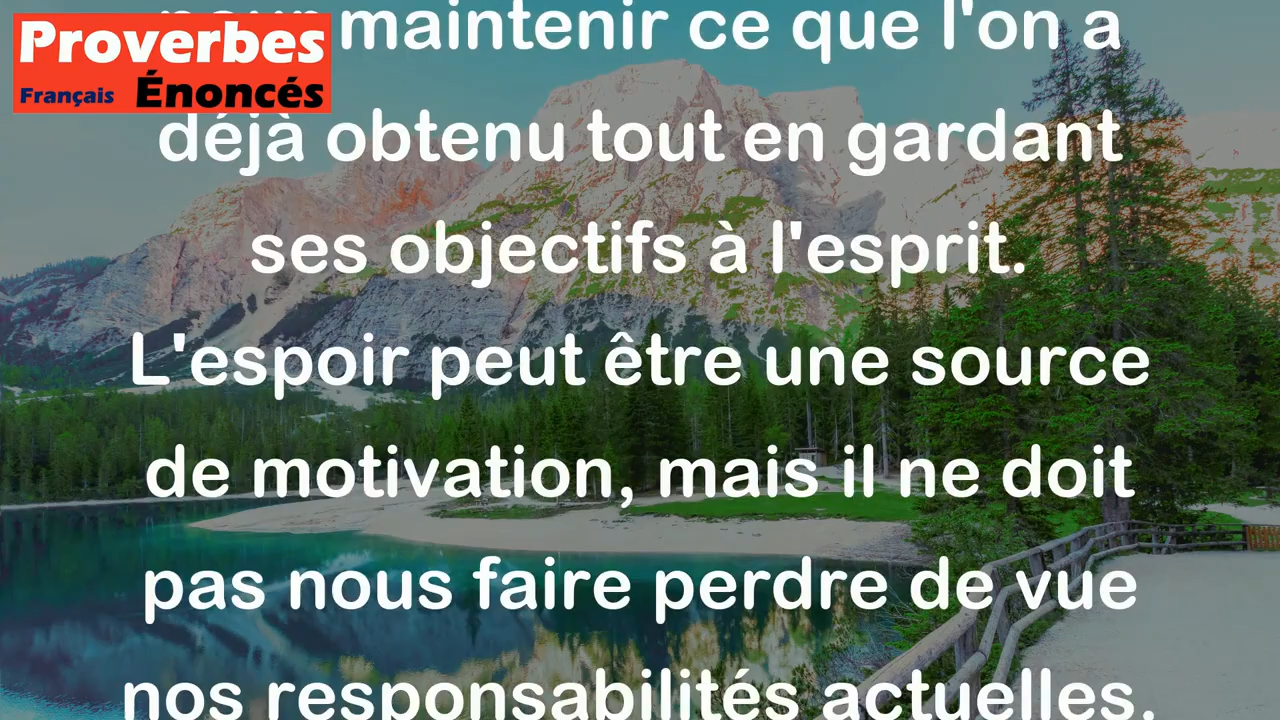 Proverbes
Français Énoncés
pour maintenir ce que l'on a
déjà obtenu tout en gardant
ses objectifs à l'esprit.
L'espoir peut être une source
de motivation, mais il ne doit
pas nous faire perdre de vue
nos responsabilités actuelles.